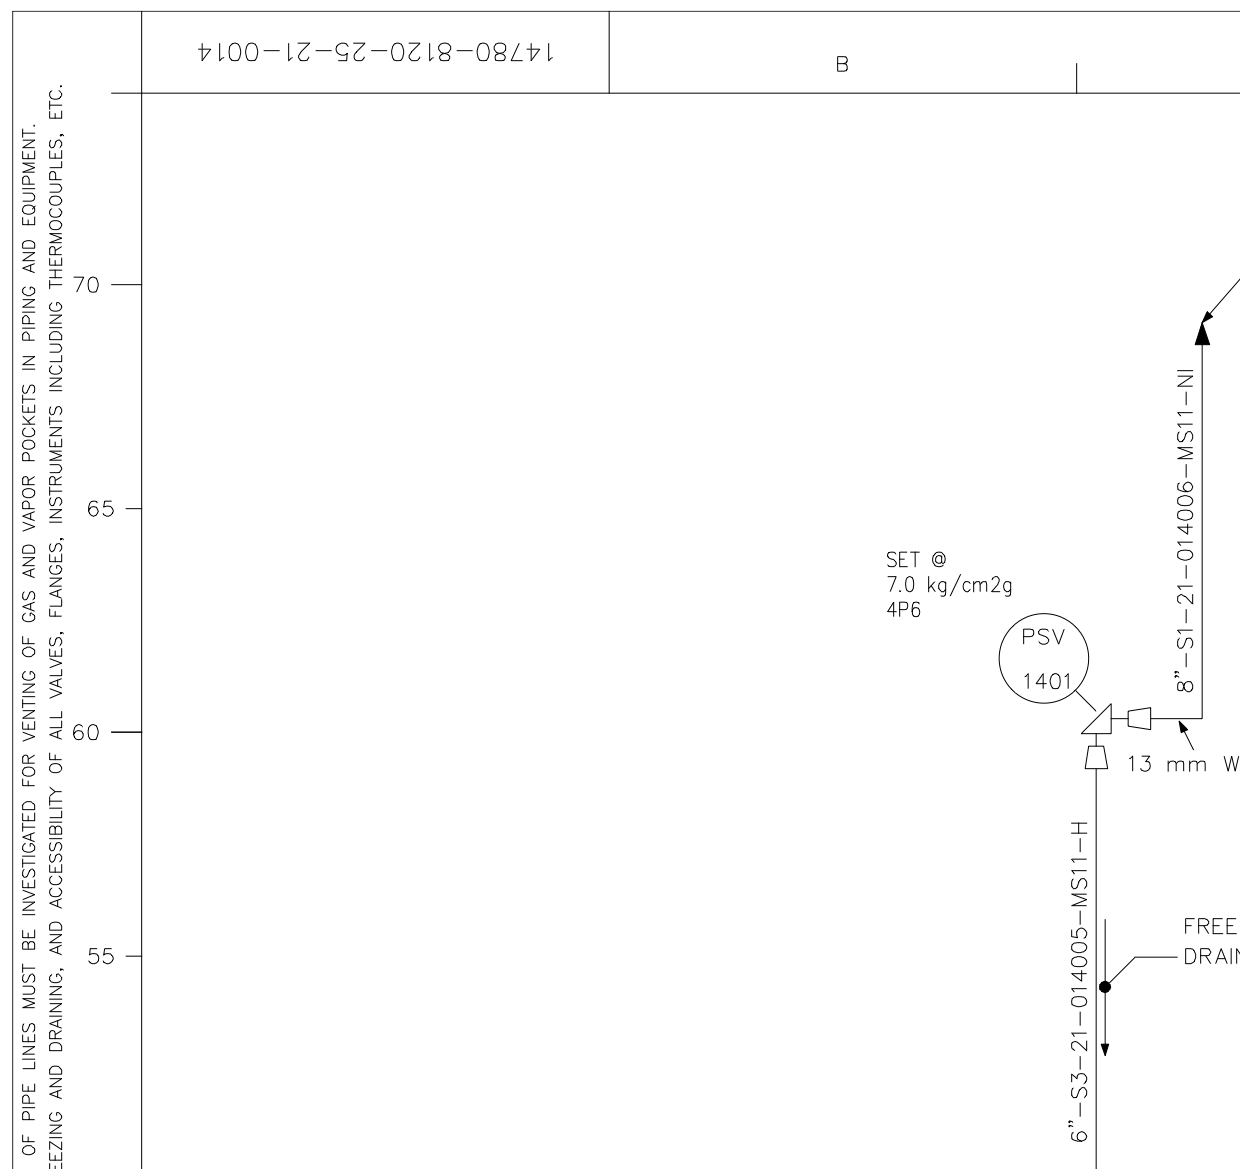 14780-8120-25-21-0014
B
OF PIPE LINES MUST BE INVESTIGATED FOR VENTING OF GAS AND VAPOR POCKETS IN PIPING AND EQUIPMENT.
EEZING AND DRAINING, AND ACCESSIBILITY OF ALL VALVES, FLANGES, INSTRUMENTS INCLUDING THERMOCOUPLES, ETC.
70
65
60
55
8"-S1-21-014006-MS11-NI
SET @
7.0 kg/cm2g
4P6
PSV
1401
13 mm W
6"-S3-21-014005-MS11-H
FREE
DRAIN